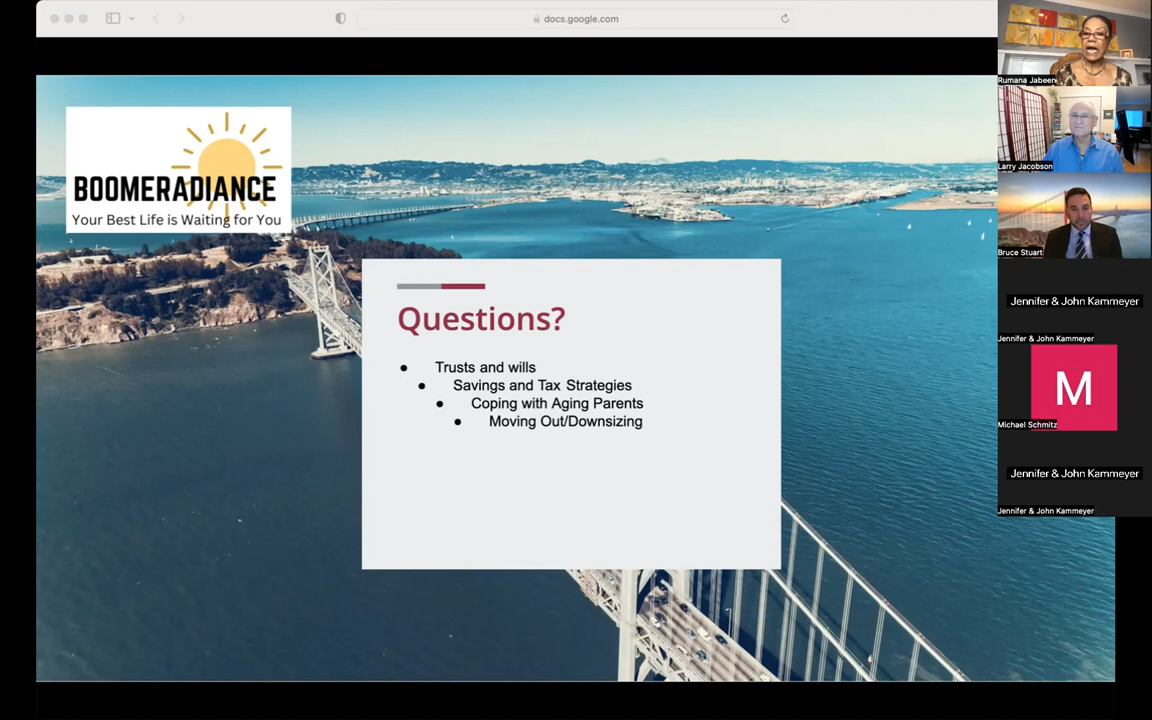 docs.google.com
BOOMERADIANCE
Your Best Life is Waiting for You
Questions?
● Trusts and wills
● Savings and Tax Strategies
● Coping with Aging Parents
● Moving Out/Downsizing
Rumana Jabeen
Larry Jacobson
Bruce Stuart
Jennifer & John Kammeyer
Jennifer & John Kammeyer
M
Michael Schmitz
Jennifer & John Kammeyer
Jennifer & John Kammeyer